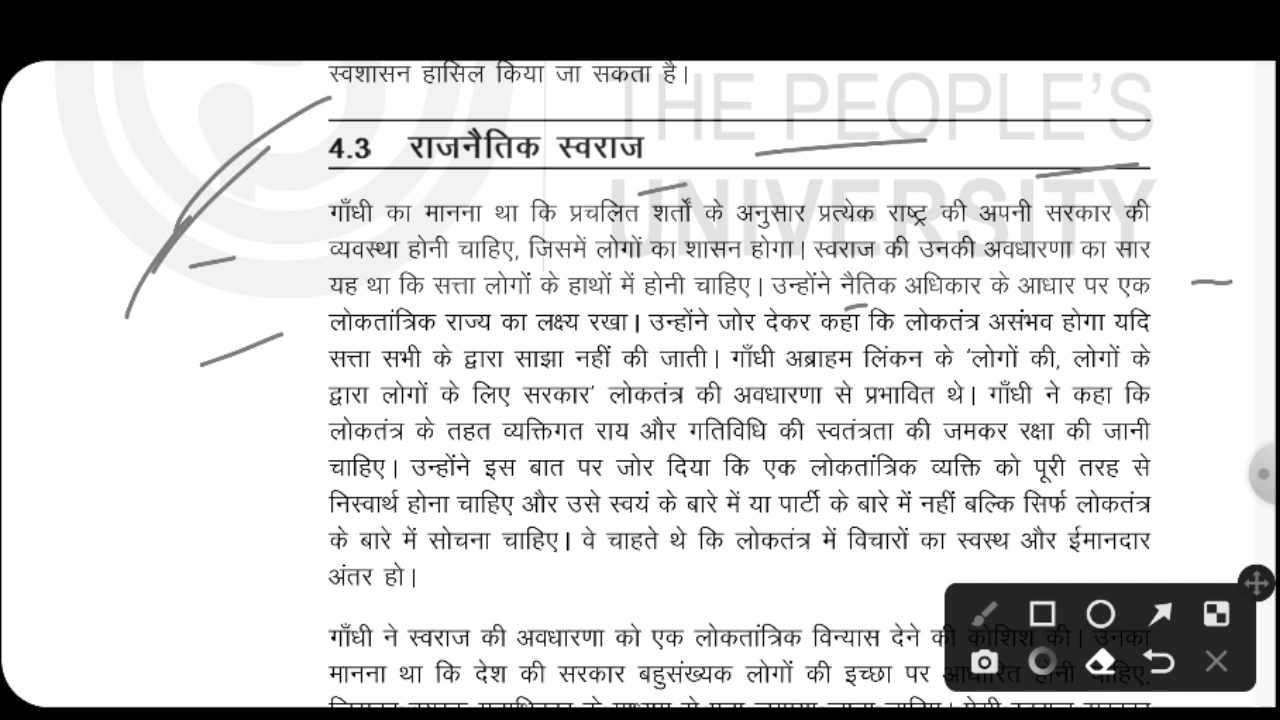 स्वशासन हासिल किया जा सकता है।
THE PEOPLE'S
4.3 राजनैतिक स्वराज
UNIVERSITY
गाँधी का मानना था कि प्रचलित शर्तों के अनुसार प्रत्येक राष्ट्र की अपनी सरकार की
व्यवस्था होनी चाहिए, जिसमें लोगों का शासन होगा। स्वराज की उनकी अवधारणा का सार
यह था कि सत्ता लोगों के हाथों में होनी चाहिए। उन्होंने नैतिक अधिकार के आधार पर एक
लोकतांत्रिक राज्य का लक्ष्य रखा। उन्होंने जोर देकर कहा कि लोकतंत्र असंभव होगा यदि
सत्ता सभी के द्वारा साझा नहीं की जाती। गाँधी अब्राहम लिंकन के 'लोगों की, लोगों के
द्वारा लोगों के लिए सरकार' लोकतंत्र की अवधारणा से प्रभावित थे। गाँधी ने कहा कि
लोकतंत्र के तहत व्यक्तिगत राय और गतिविधि की स्वतंत्रता की जमकर रक्षा की जानी
चाहिए। उन्होंने इस बात पर जोर दिया कि एक लोकतांत्रिक व्यक्ति को पूरी तरह से
निस्वार्थ होना चाहिए और उसे स्वयं के बारे में या पार्टी के बारे में नहीं बल्कि सिर्फ लोकतंत्र
के बारे में सोचना चाहिए। वे चाहते थे कि लोकतंत्र में विचारों का स्वस्थ और ईमानदार
अंतर हो।
गाँधी ने स्वराज की अवधारणा को एक लोकतांत्रिक विन्यास देने की कोशिश की। उनका
मानना था कि देश की सरकार बहुसंख्यक लोगों की इच्छा पर आधारित होनी चाहिए,